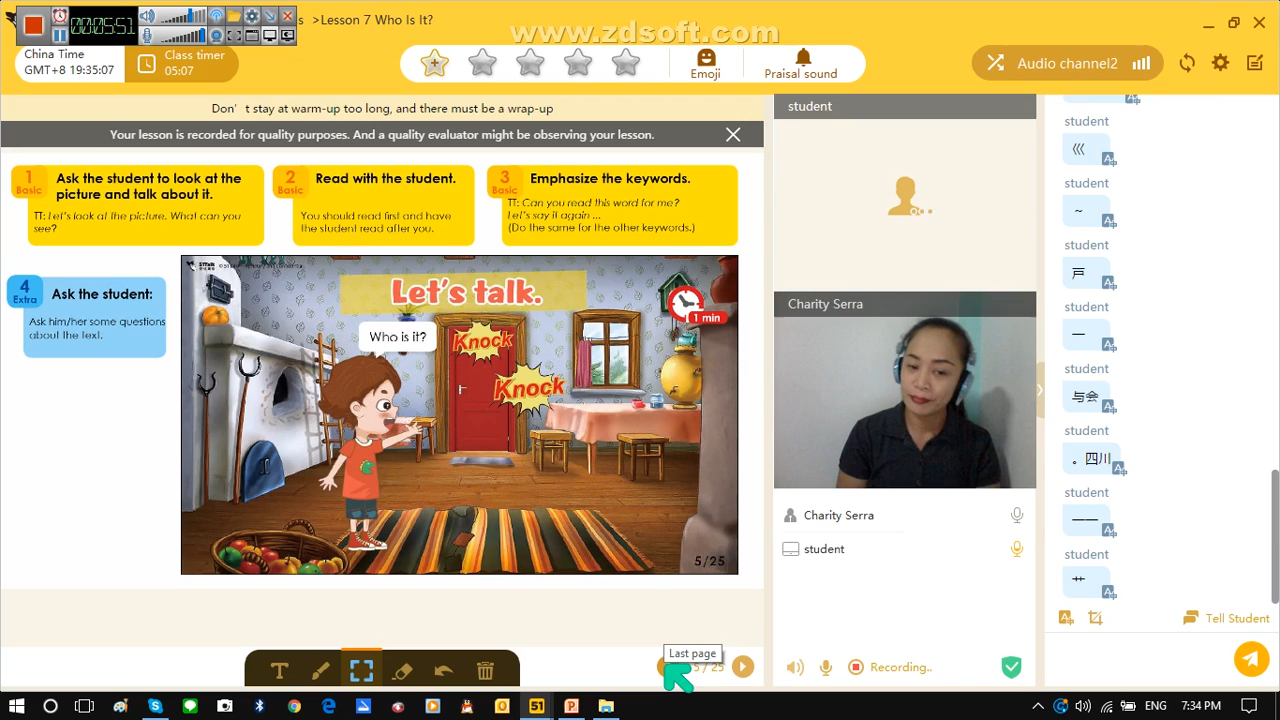 00:05:51
s >Lesson 7 Who Is It?
www.zdsoft.com
China Time
GMT+8 19:35:07
Class timer
05:07
Emoji
Praisal sound
Audio channel2
Don't stay at warm-up too long, and there must be a wrap-up
Your lesson is recorded for quality purposes. And a quality evaluator might be observing your lesson.
1
Basic
Ask the student to look at the
picture and talk about it.
TT: Let's look at the picture. What can you
see?
2
Basic
Read with the student.
You should read first and have
the student read after you.
3
Basic
Emphasize the keywords.
TT: Can you read this word for me?
Let's say it again ...
(Do the same for the other keywords.)
4
Extra
Ask the student:
Ask him/her some questions
about the text.
Let's talk.
1 min
Who is it?
Knock
Knock
5/25
Last page
5 / 25
student
Charity Serra
Charity Serra
student
Recording..
student
巛
student
~
student
戸
student
一
student
与会
student
。四川
student
一一
student
艹
Tell Student
51
ENG
7:34 PM